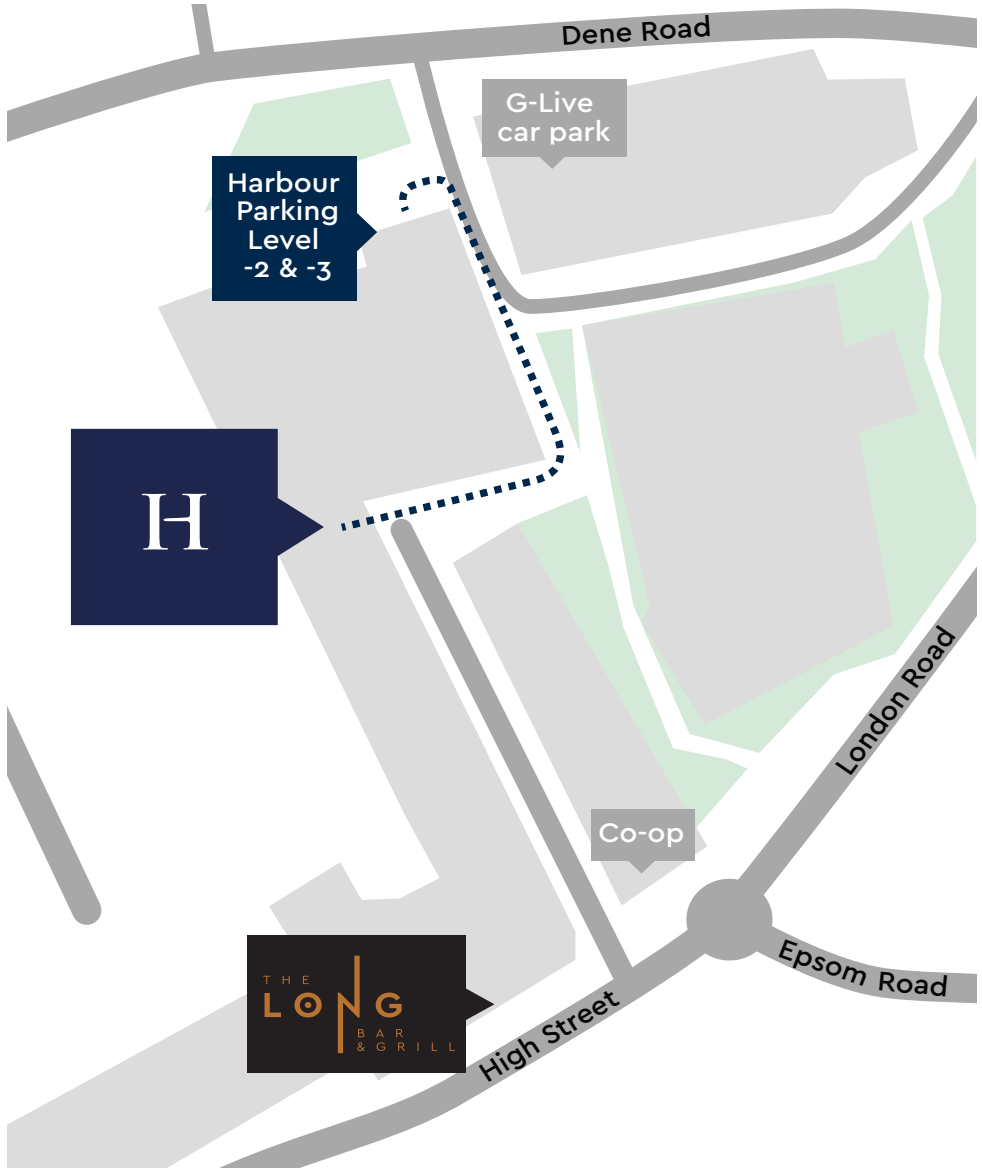 Dene Road
G-Live
car park
Harbour
Parking
Level
-2 & -3
H
London Road
Co-op
Epsom Road
THE
LONG
BAR
& GRILL
High Street